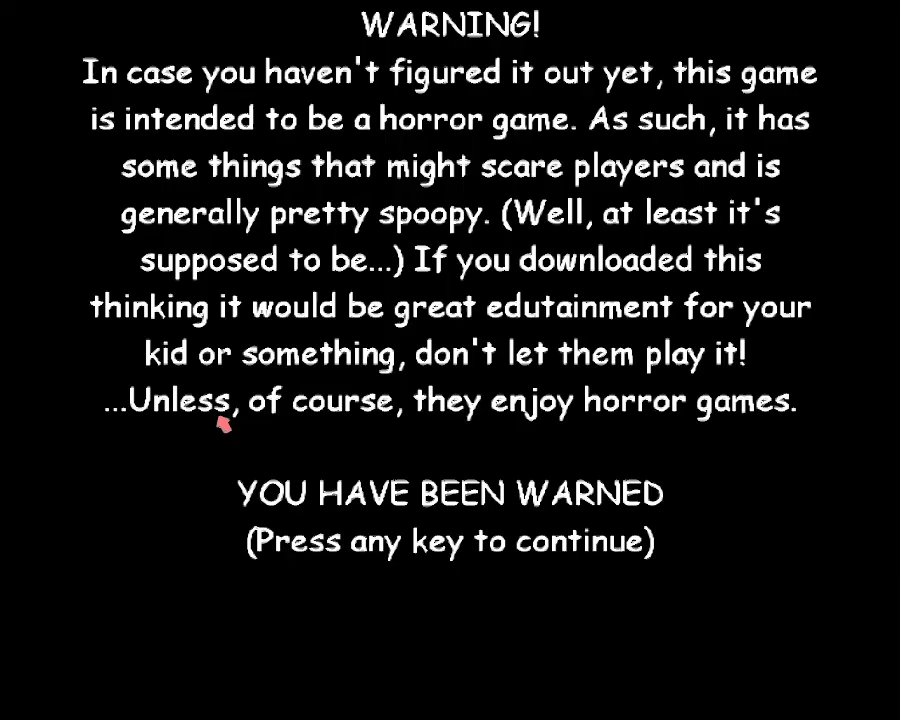 WARNING!
In case you haven't figured it out yet, this game
is intended to be a horror game. As such, it has
some things that might scare players and is
generally pretty spoopy. (Well, at least it's
supposed to be...) If you downloaded this
thinking it would be great edutainment for your
kid or something, don't let them play it!
...Unless, of course, they enjoy horror games.
YOU HAVE BEEN WARNED
(Press any key to continue)